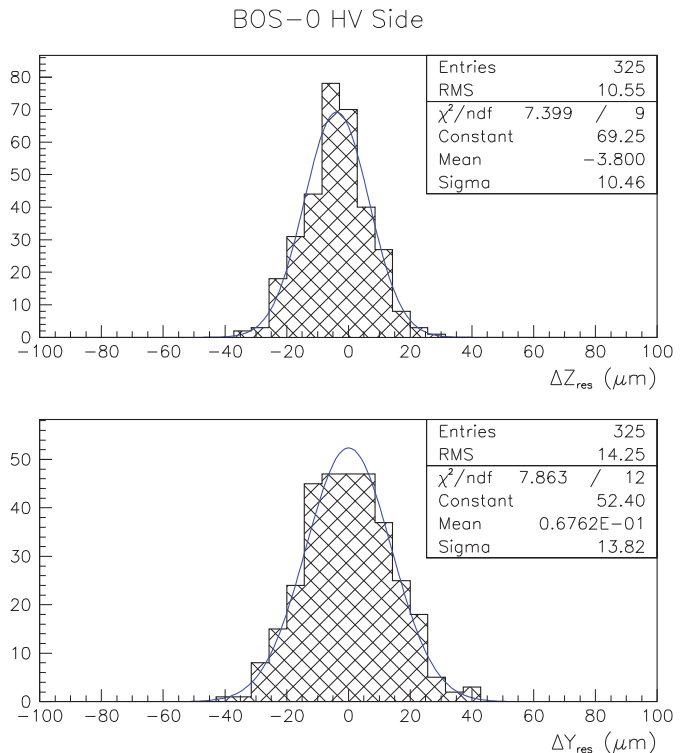 BOS−0 HV Side
Entries 325
RMS 10.55
χ²/ndf 7.399 / 9
Constant 69.25
Mean −3.800
Sigma 10.46
80
70
60
50
40
30
20
10
0
−100 −80 −60 −40 −20 0 20 40 60 80 100
ΔZres (μm)
Entries 325
RMS 14.25
χ²/ndf 7.863 / 12
Constant 52.40
Mean 0.6762E−01
Sigma 13.82
50
40
30
20
10
0
−100 −80 −60 −40 −20 0 20 40 60 80 100
ΔYres (μm)